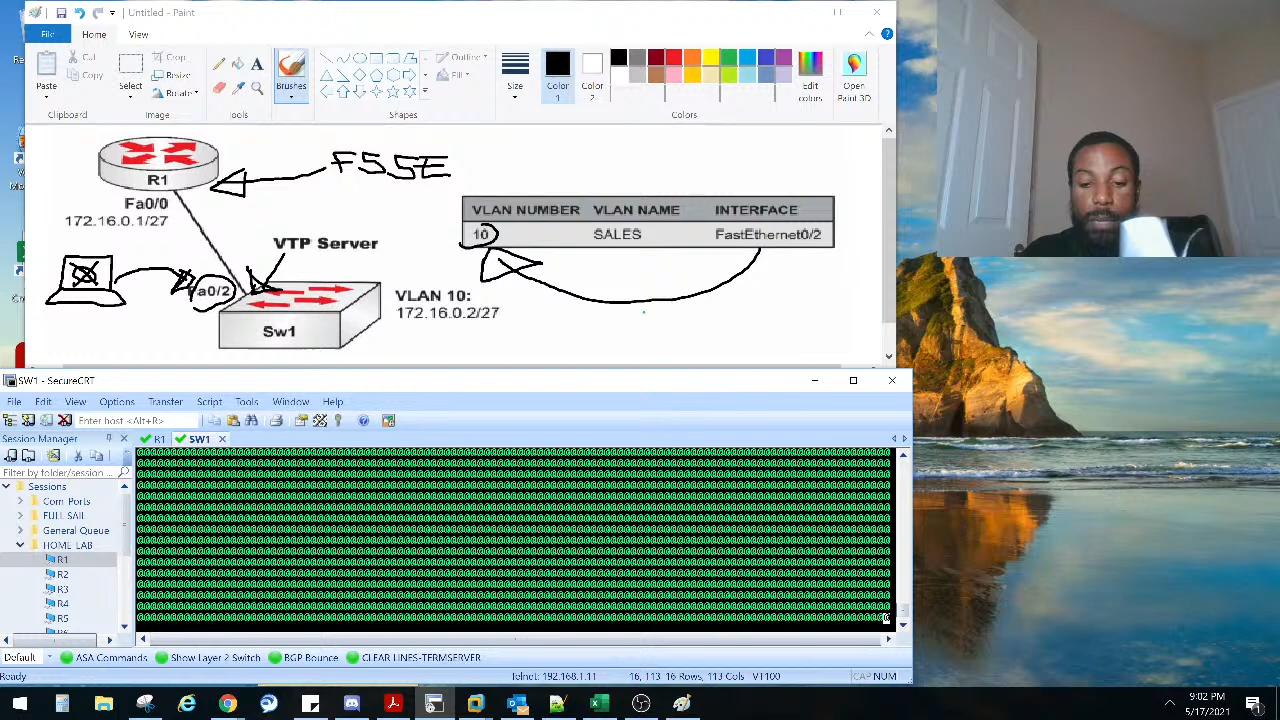 Untitled - Paint
File Home View
Paste
Cut
Copy
Clipboard
Select
Crop
Resize
Rotate
Image
A
Tools
Brushes
Outline
Fill
Shapes
Size
Color 1
Color 2
Edit colors
Open Paint 3D
Colors
R1
Fa0/0
172.16.0.1/27
FSSE
VLAN NUMBER VLAN NAME INTERFACE
10 SALES FastEthernet0/2
VTP Server
a0/2
VLAN 10:
172.16.0.2/27
Sw1
SW1 - SecureCRT
File Edit View Options Transfer Script Tools Window Help
Enter host <Alt+R>
Session Manager
R1 SW1
Filter by folder/session ...
Sessions
Com Ports
FULL SAIL
General Queue
HOME LAB
R1
R2
R3
R4
R5
Default
ASA Commands Show Layer 2 Switch BGP Bounce CLEAR LINES-TERMSERVER
Ready
Telnet: 192.168.1.11 16, 113 16 Rows, 113 Cols VT100 CAP NUM
9:02 PM
5/17/2021